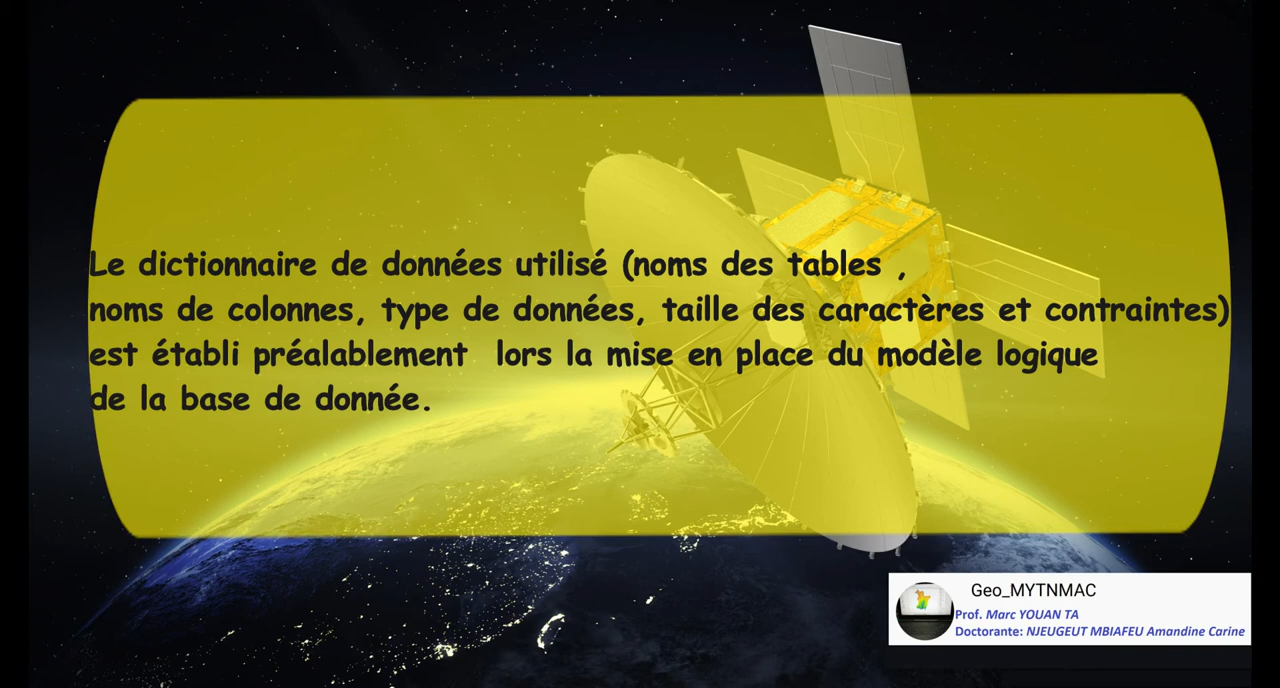 Le dictionnaire de données utilisé (noms des tables ,
noms de colonnes, type de données, taille des caractères et contraintes)
est établi préalablement lors la mise en place du modèle logique
de la base de donnée.
Geo_MYTNMAC
Prof. Marc YOUAN TA
Doctorante: NJEUGEUT MBIAFEU Amandine Carine